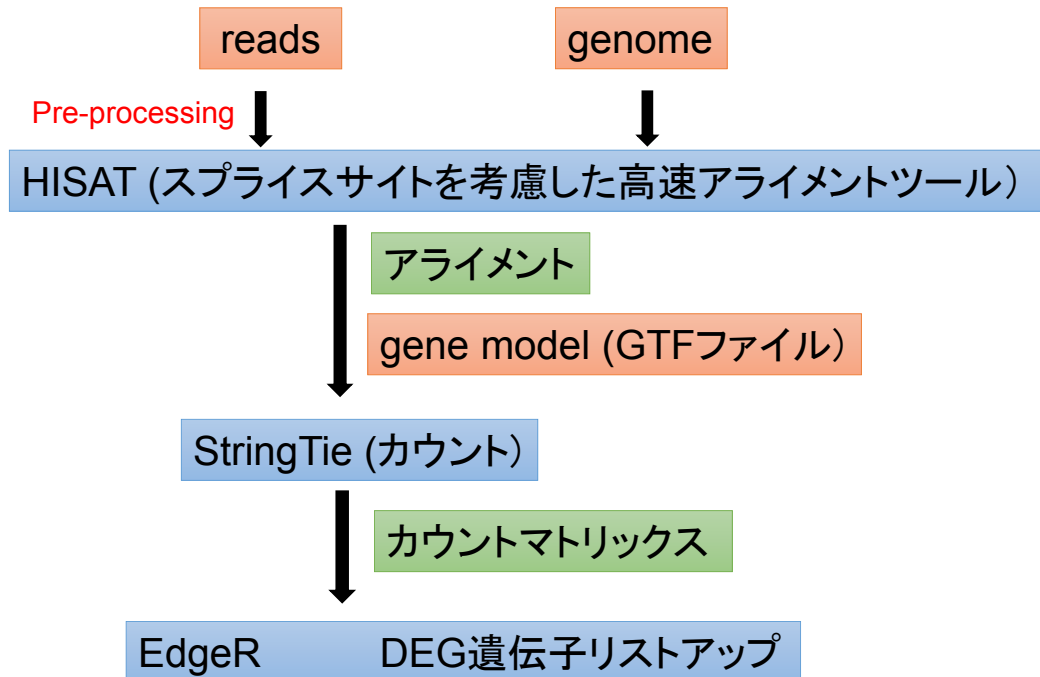 reads
genome
Pre-processing
HISAT (スプライスサイトを考慮した高速アライメントツール）
アライメント
gene model (GTFファイル）
StringTie (カウント）
カウントマトリックス
EdgeR DEG遺伝子リストアップ